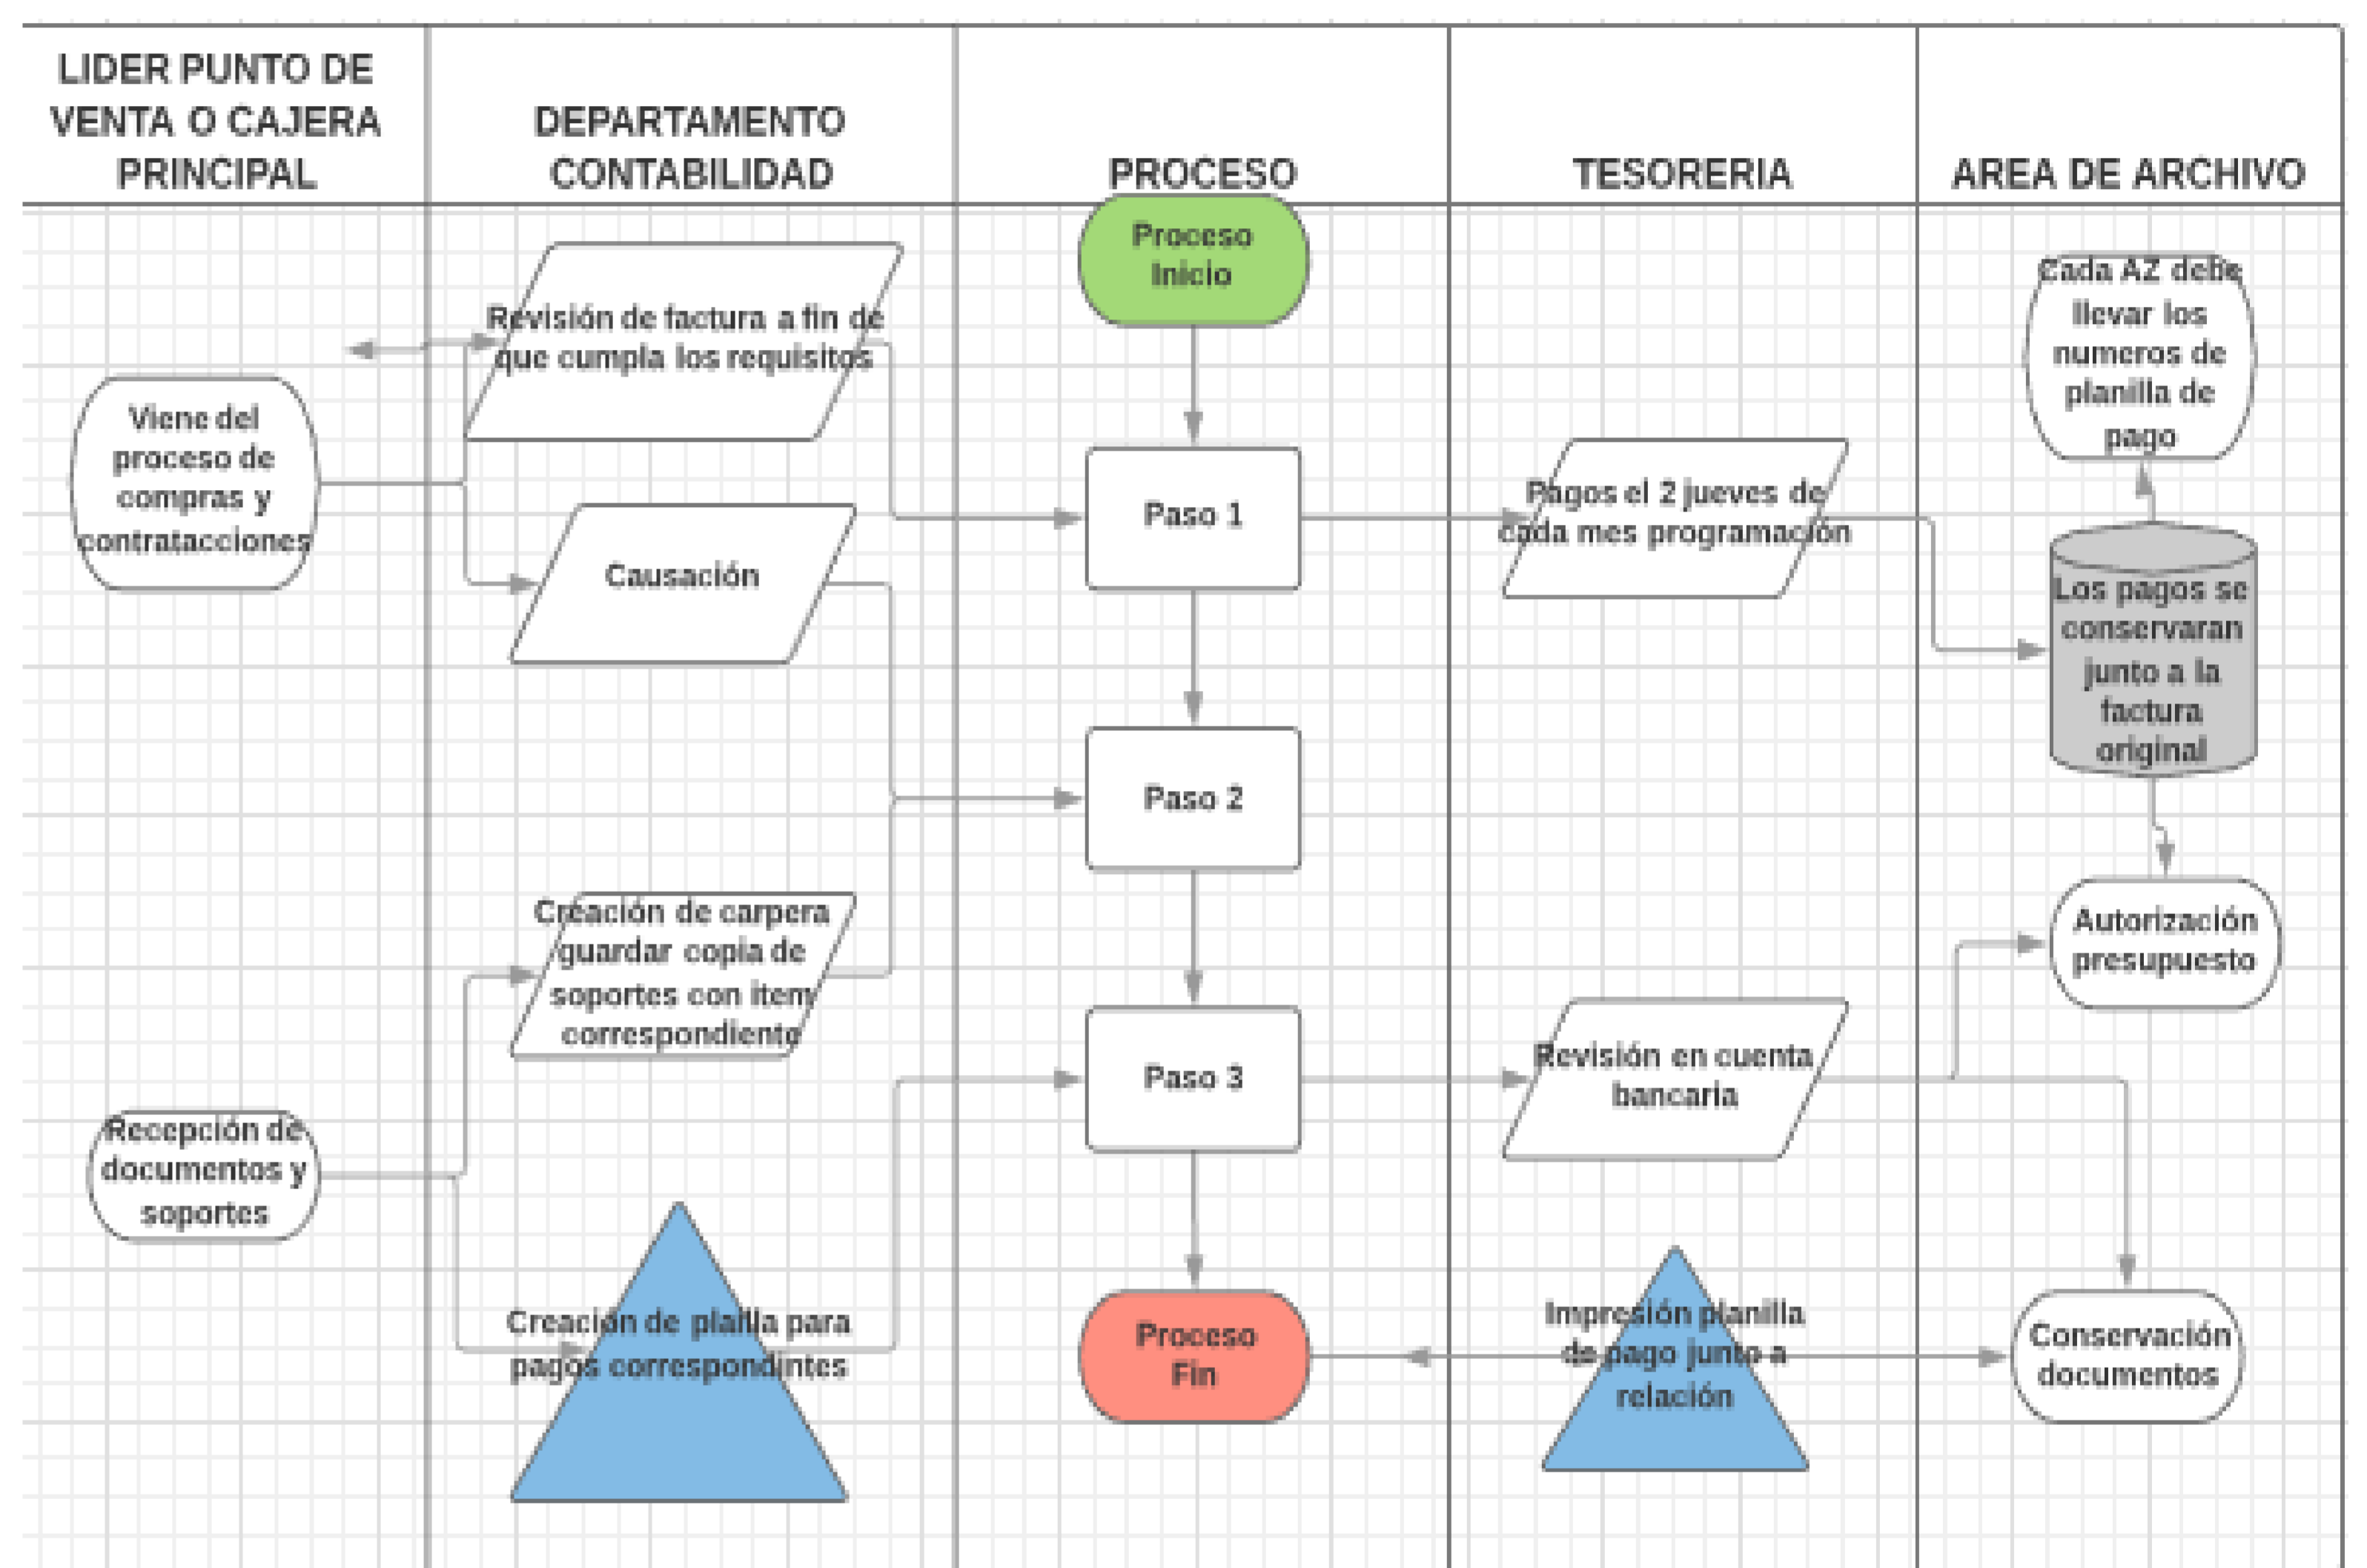 LIDER PUNTO DE
VENTA O CAJERA
PRINCIPAL
DEPARTAMENTO
CONTABILIDAD
PROCESO
TESORERIA
AREA DE ARCHIVO
Viene del
proceso de
compras y
contratacciones
Recepción de
documentos y
soportes
Revisión de factura a fin de
que cumpla los requisitos
Causación
Creación de carpera
guardar copia de
soportes con item
correspondiente
Creación de planlla para
pagos correspondintes
Proceso
Inicio
Paso 1
Paso 2
Paso 3
Proceso
Fin
Pagos el 2 jueves de
cada mes programación
Revisión en cuenta
bancaria
Impresión planilla
de pago junto a
relación
Cada AZ debe
llevar los
numeros de
planilla de
pago
Los pagos se
conservaran
junto a la
factura
original
Autorización
presupuesto
Conservación
documentos